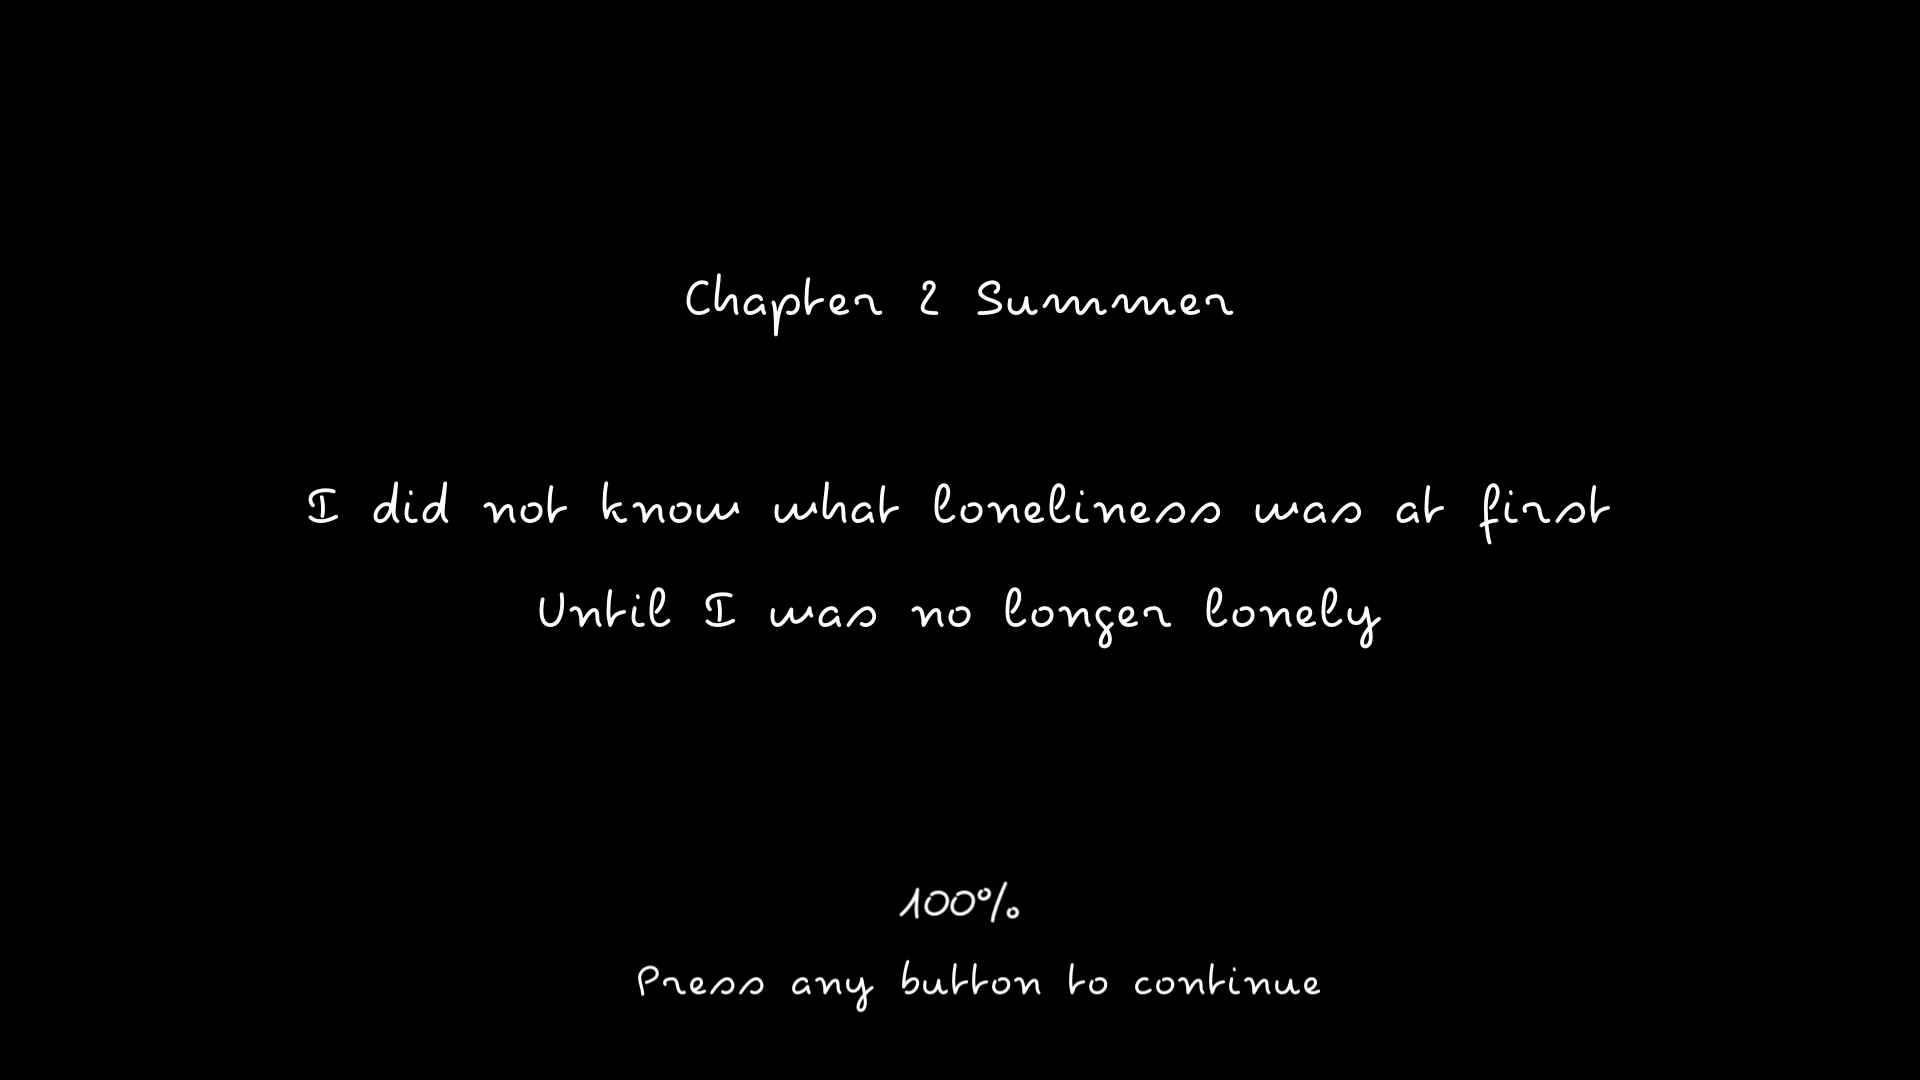 Chapter 2 Summer
I did not know what loneliness was at first
Until I was no longer lonely
100%
Press any button to continue